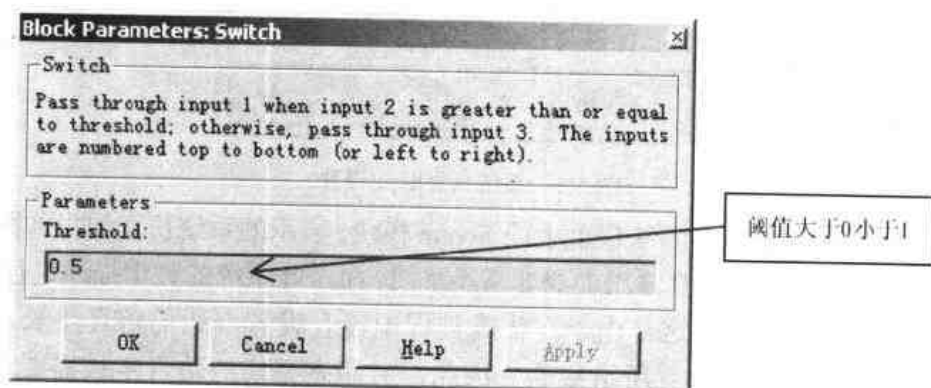 Block Parameters: Switch
Switch
Pass through input 1 when input 2 is greater than or equal
to threshold; otherwise, pass through input 3. The inputs
are numbered top to bottom (or left to right).
Parameters
Threshold:
0.5
阈值大于0小于1
OK
Cancel
Help
Apply